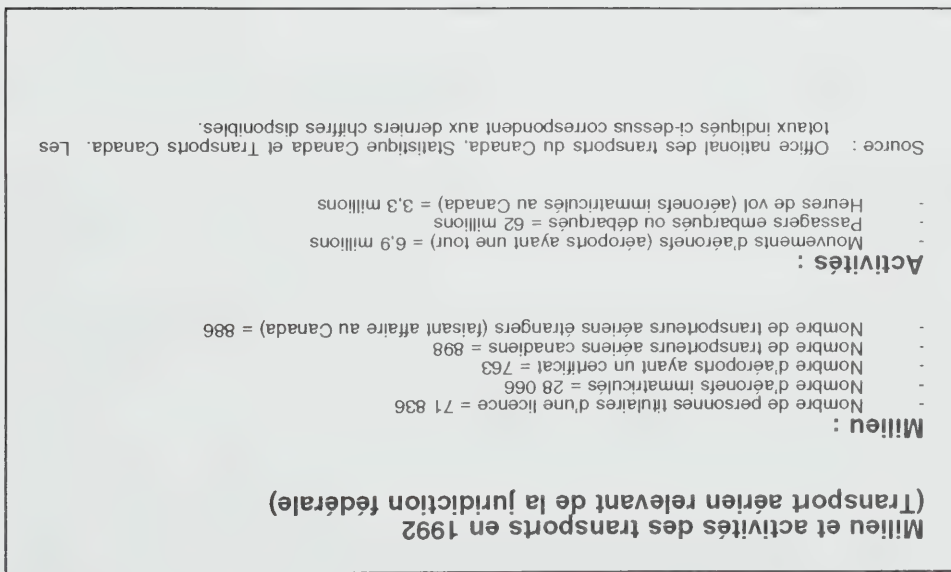 Milieu et activités des transports en 1992
(Transport aérien relevant de la juridiction fédérale)
Milieu :
- Nombre de personnes titulaires d'une licence = 71 836
- Nombre d'aéronefs immatriculés = 28 066
- Nombre d'aéroports ayant un certificat = 763
- Nombre de transporteurs aériens canadiens = 898
- Nombre de transporteurs aériens étrangers (faisant affaire au Canada) = 886
Activités :
- Mouvements d'aéronefs (aéroports ayant une tour) = 6,9 millions
- Passagers embarqués ou débarqués = 62 millions
- Heures de vol (aéronefs immatriculés au Canada) = 3,3 millions
Source : Office national des transports du Canada, Statistique Canada et Transports Canada. Les
totaux indiqués ci-dessus correspondent aux derniers chiffres disponibles.